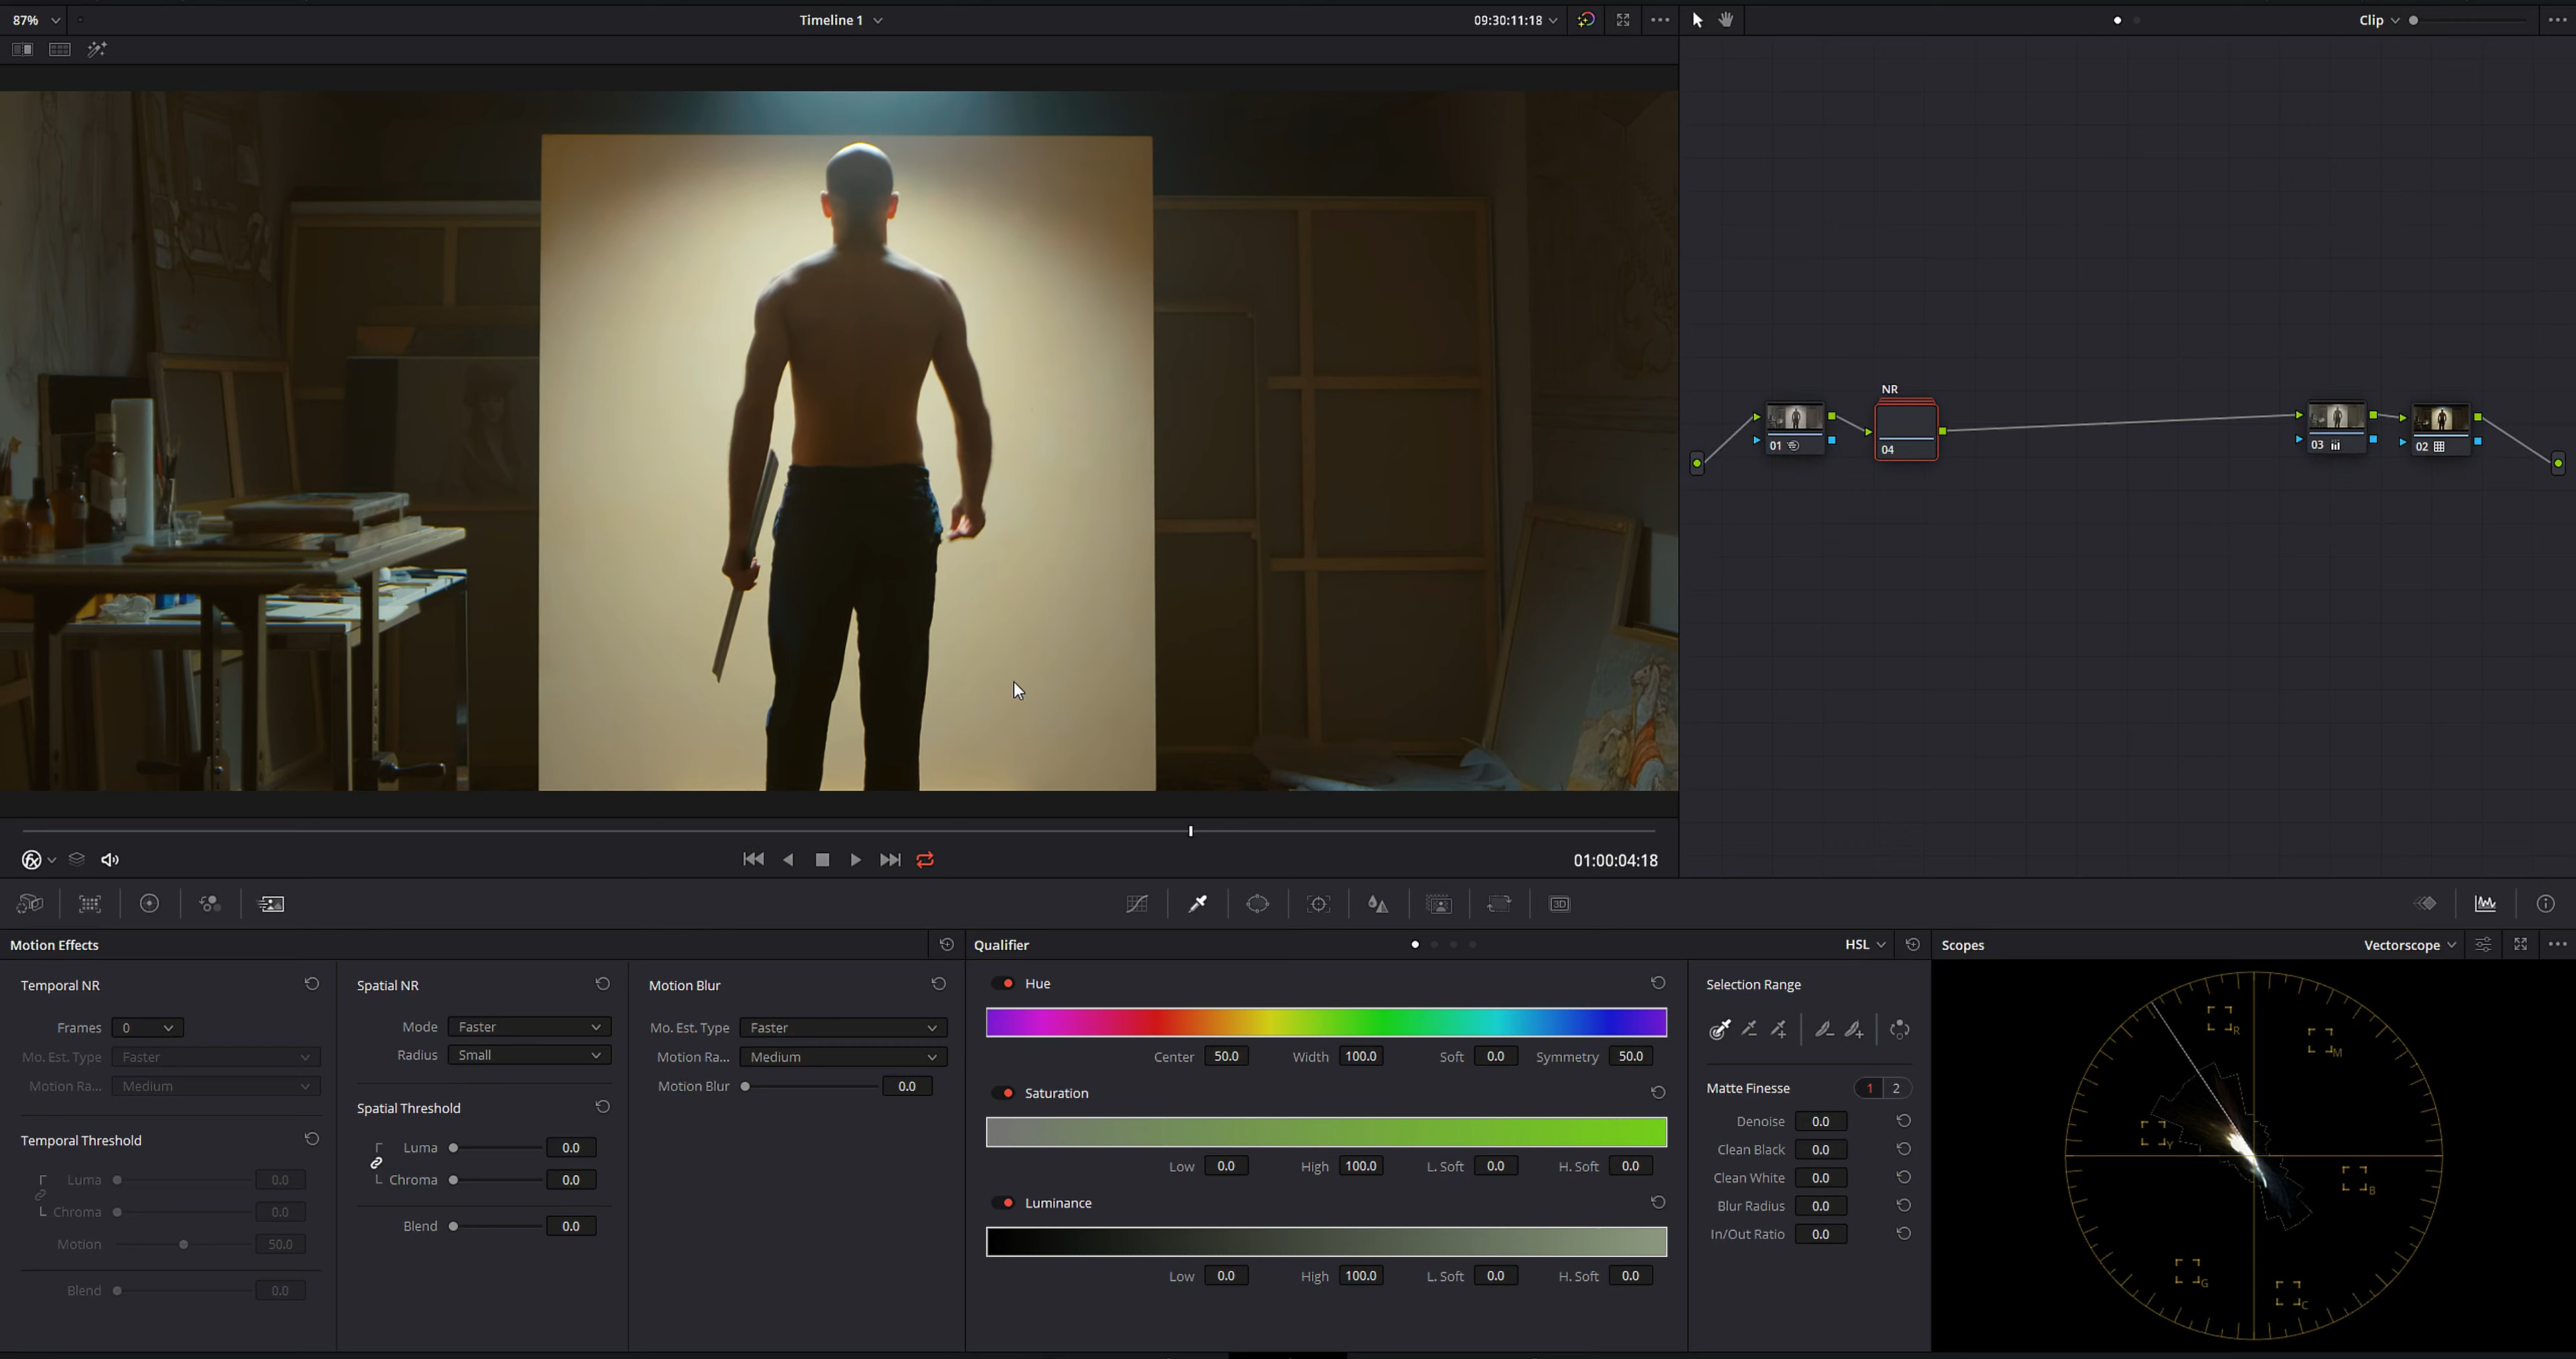 87%
Timeline 1
09:30:11:18
Clip
NR
01
04
03
02
01:00:04:18
3D
Motion Effects
Temporal NR
Frames 0
Mo. Est. Type Faster
Motion Ra... Medium
Temporal Threshold
Luma 0.0
Chroma 0.0
Motion 50.0
Blend 0.0
Spatial NR
Mode Faster
Radius Small
Spatial Threshold
Luma 0.0
Chroma 0.0
Blend 0.0
Motion Blur
Mo. Est. Type Faster
Motion Ra... Medium
Motion Blur 0.0
Qualifier
HSL
Hue
Center 50.0 Width 100.0 Soft 0.0 Symmetry 50.0
Saturation
Low 0.0 High 100.0 L. Soft 0.0 H. Soft 0.0
Luminance
Low 0.0 High 100.0 L. Soft 0.0 H. Soft 0.0
Selection Range
Matte Finesse 1 2
Denoise 0.0
Clean Black 0.0
Clean White 0.0
Blur Radius 0.0
In/Out Ratio 0.0
Scopes
Vectorscope
R
M
Y
B
G
C